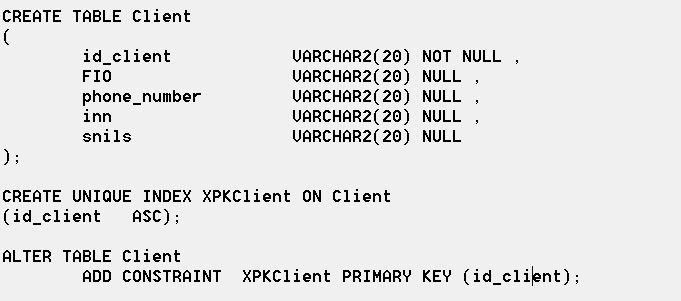 CREATE TABLE Client
(
id_client VARCHAR2(20) NOT NULL ,
FIO VARCHAR2(20) NULL ,
phone_number VARCHAR2(20) NULL ,
inn VARCHAR2(20) NULL ,
snils VARCHAR2(20) NULL
);
CREATE UNIQUE INDEX XPKClient ON Client
(id_client ASC);
ALTER TABLE Client
ADD CONSTRAINT XPKClient PRIMARY KEY (id_client);